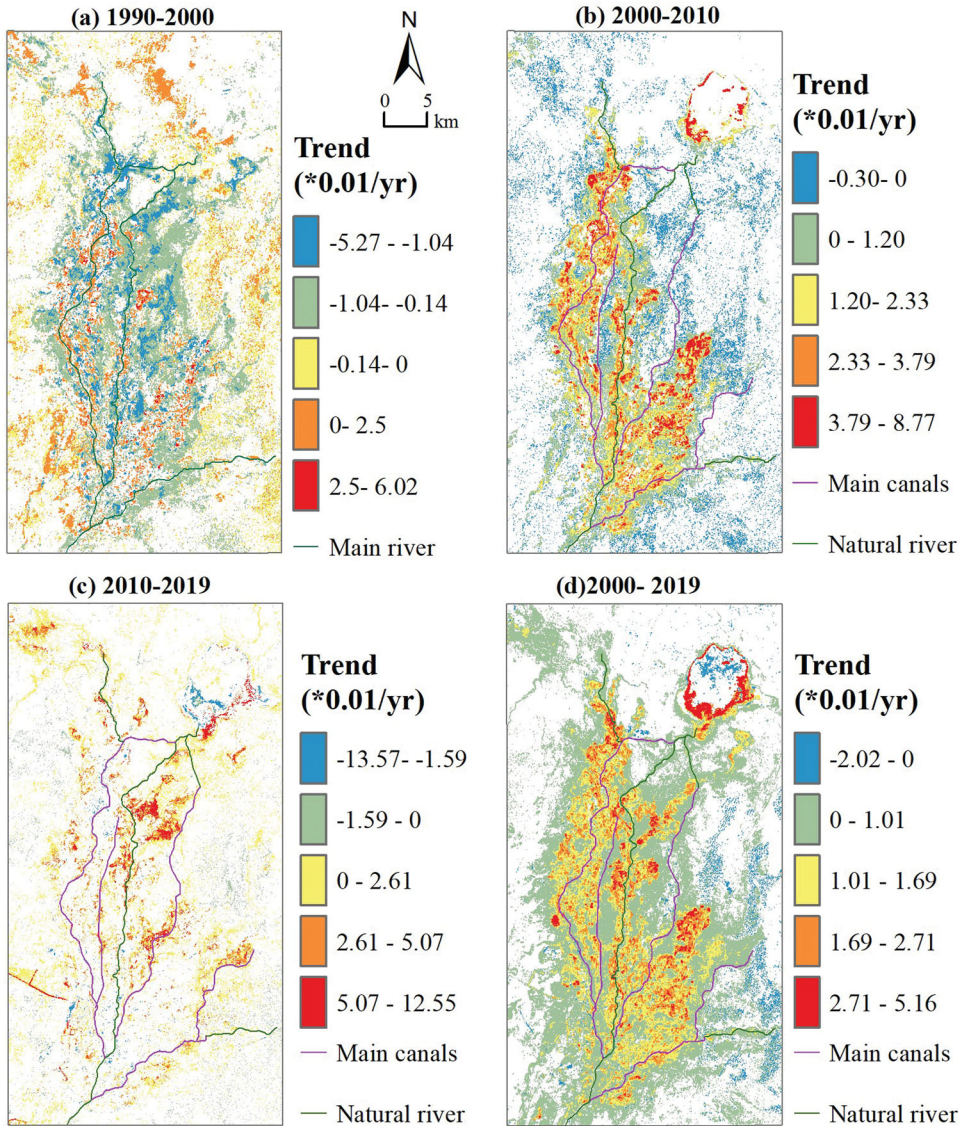 (a) 1990-2000
N
0 5
km
Trend
(*0.01/yr)
-5.27- -1.04
-1.04- -0.14
-0.14- 0
0- 2.5
2.5- 6.02
Main river
(b) 2000-2010
Trend
(*0.01/yr)
-0.30- 0
0 - 1.20
1.20- 2.33
2.33 - 3.79
3.79 - 8.77
Main canals
Natural river
(c) 2010-2019
Trend
(*0.01/yr)
-13.57- -1.59
-1.59 - 0
0 - 2.61
2.61 - 5.07
5.07 - 12.55
Main canals
Natural river
(d)2000- 2019
Trend
(*0.01/yr)
-2.02 - 0
0 - 1.01
1.01 - 1.69
1.69 - 2.71
2.71 - 5.16
Main canals
Natural river